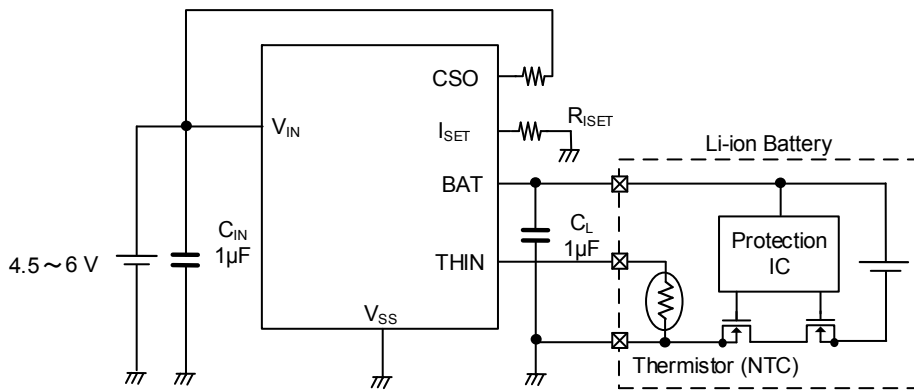 CSO
V_IN
I_SET
R_ISET
Li-ion Battery
BAT
C_IN
1μF
C_L
1μF
Protection
IC
4.5～6 V
THIN
V_SS
Thermistor (NTC)